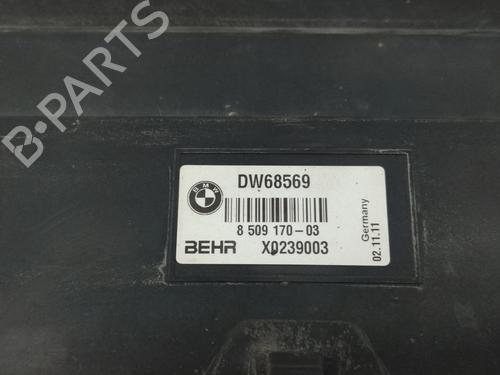 B-PARTS
BMW
DW68569
8 509 170-03
BEHR X0239003
Germany
02.11.11